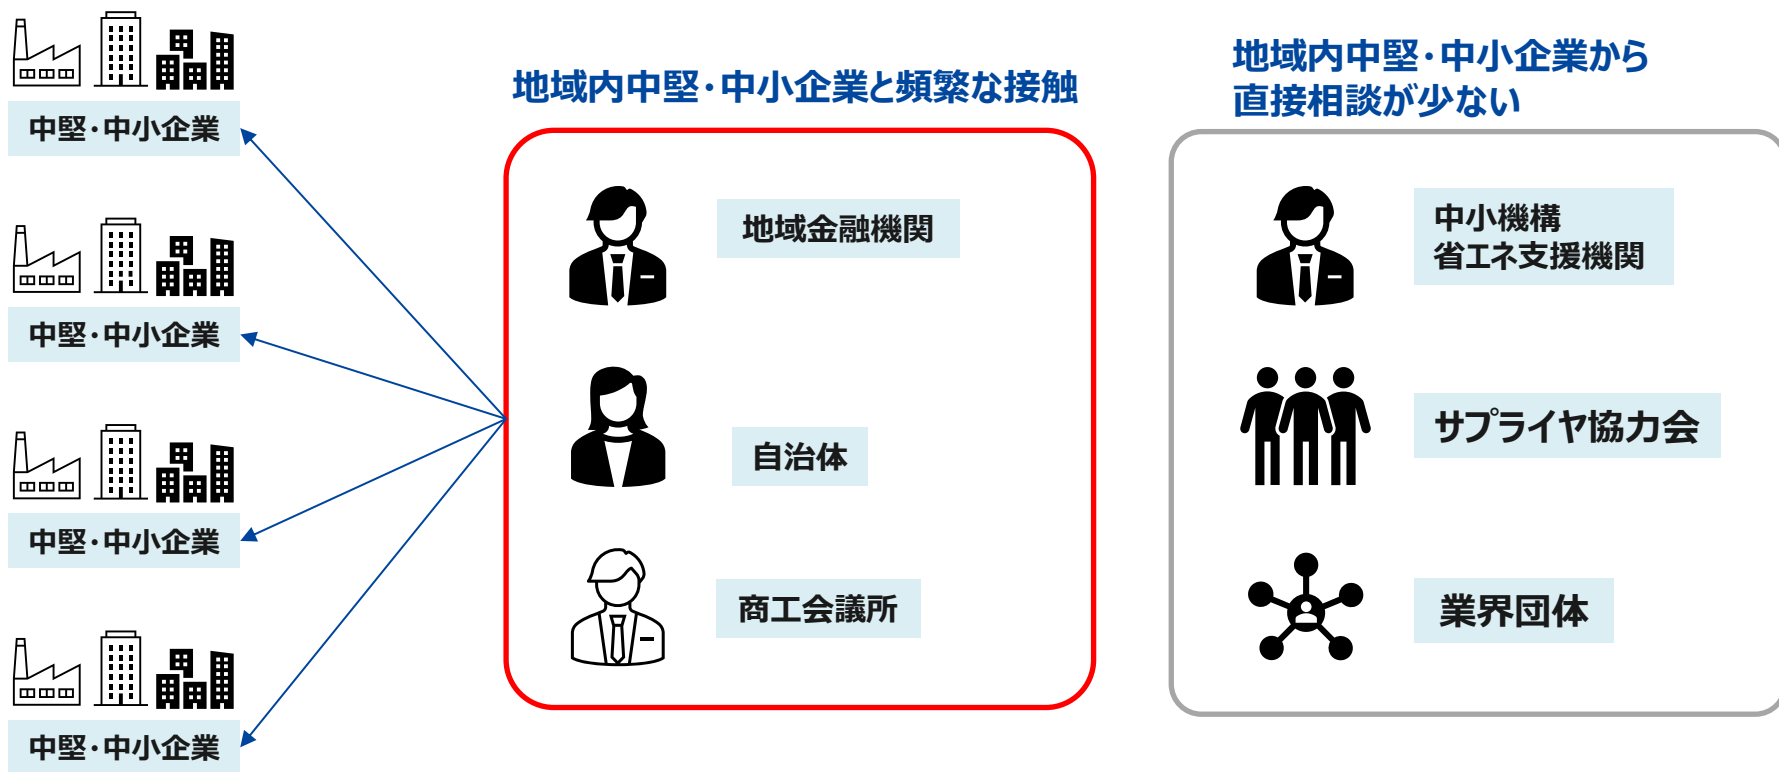 中堅・中小企業
中堅・中小企業
中堅・中小企業
中堅・中小企業
地域内中堅・中小企業と頻繁な接触
地域金融機関
自治体
商工会議所
地域内中堅・中小企業から
直接相談が少ない
中小機構
省エネ支援機関
サプライヤ協力会
業界団体